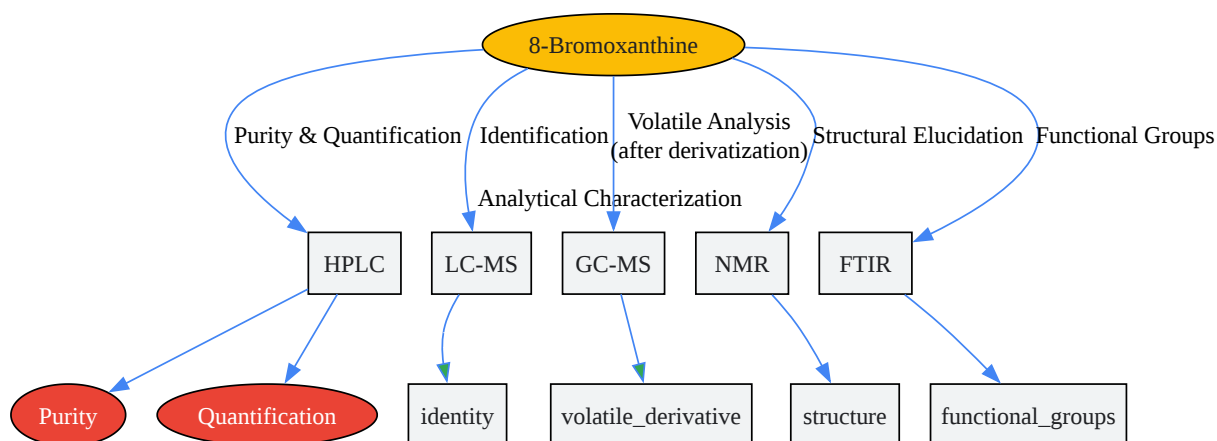 8-Bromoxanthine
Purity & Quantification
Identification
Volatile Analysis
(after derivatization)
Structural Elucidation
Functional Groups
Analytical Characterization
HPLC
LC-MS
GC-MS
NMR
FTIR
Purity
Quantification
identity
volatile_derivative
structure
functional_groups